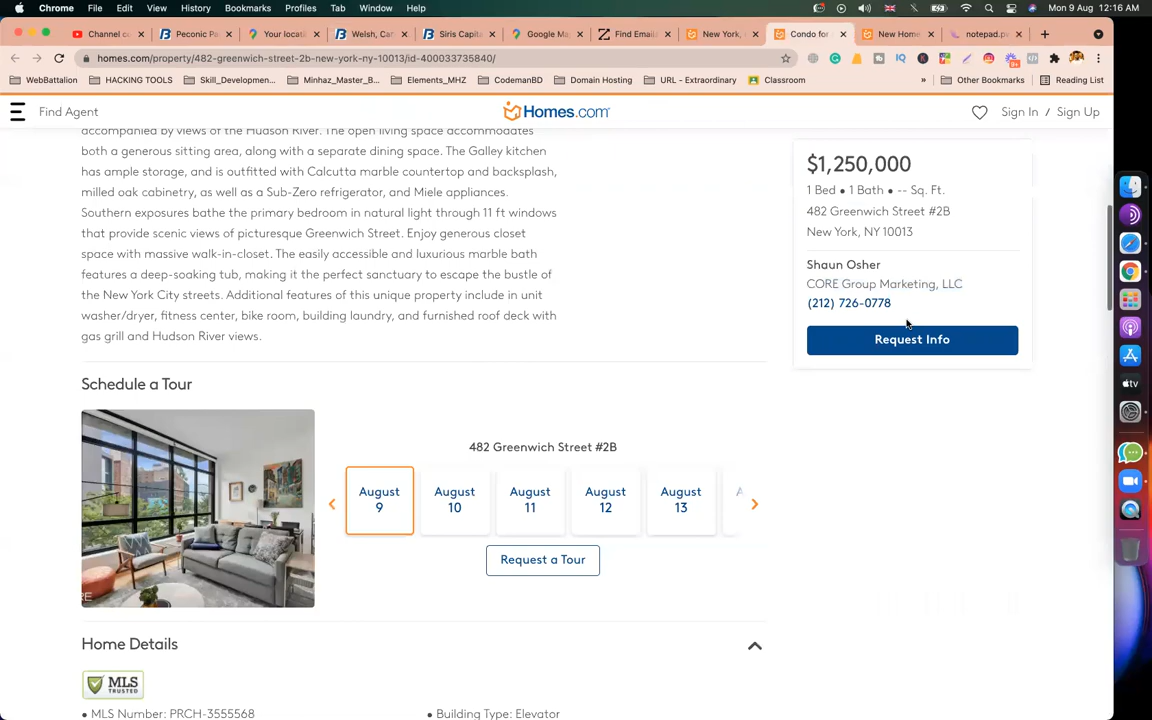 Chrome File Edit View History Bookmarks Profiles Tab Window Help Mon 9 Aug 12:16 AM
Channel Peconic Pa Your locati Welsh, Ca Siris Capita Google Ma Find Email New York, Condo for New Home notepad.pw
homes.com/property/482-greenwich-street-2b-new-york-ny-10013/id-400033735840/
WebBattalion HACKING TOOLS Skill_Developmen... Minhaz_Master_B... Elements_MHZ CodemanBD Domain Hosting URL - Extraordinary Classroom » Other Bookmarks Reading List
Find Agent Homes.com Sign In / Sign Up
accompanied by views of the Hudson River. The open living space accommodates
both a generous sitting area, along with a separate dining space. The Galley kitchen
has ample storage, and is outfitted with Calcutta marble countertop and backsplash,
milled oak cabinetry, as well as a Sub-Zero refrigerator, and Miele appliances.
Southern exposures bathe the primary bedroom in natural light through 11 ft windows
that provide scenic views of picturesque Greenwich Street. Enjoy generous closet
space with massive walk-in-closet. The easily accessible and luxurious marble bath
features a deep-soaking tub, making it the perfect sanctuary to escape the bustle of
the New York City streets. Additional features of this unique property include in unit
washer/dryer, fitness center, bike room, building laundry, and furnished roof deck with
gas grill and Hudson River views.
$1,250,000
1 Bed • 1 Bath • -- Sq. Ft.
482 Greenwich Street #2B
New York, NY 10013
Shaun Osher
CORE Group Marketing, LLC
(212) 726-0778
Request Info
Schedule a Tour
482 Greenwich Street #2B
August August August August August A
9 10 11 12 13
Request a Tour
Home Details
MLS
TRUSTED
• MLS Number: PRCH-3555568 • Building Type: Elevator
tv